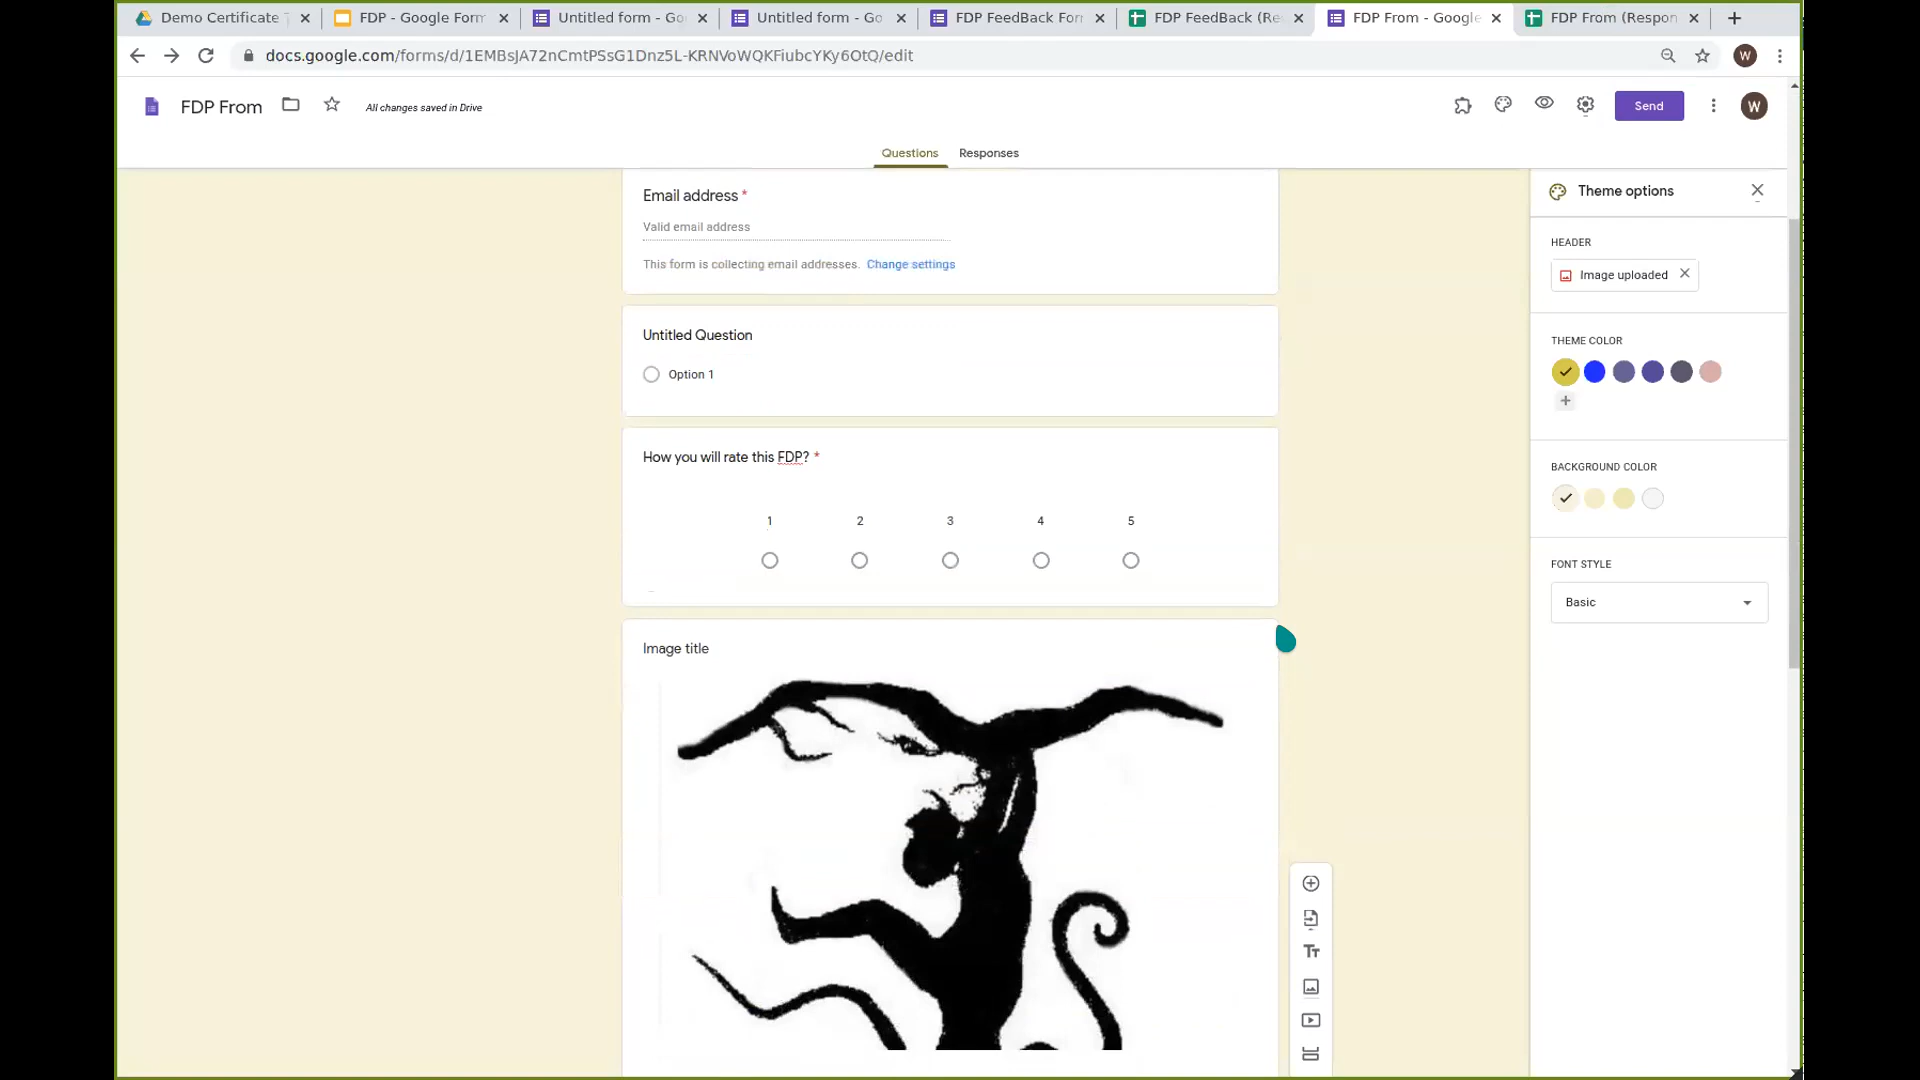 Demo Certificate
FDP - Google Form
Untitled form - Go
Untitled form - Go
FDP FeedBack For
FDP FeedBack (Re
FDP From - Google
FDP From (Respon
docs.google.com/forms/d/1EMBsJA72nCmtPSsG1Dnz5L-KRNVoWQKFiubcYKy6OtQ/edit
W
FDP From
All changes saved in Drive
Send
W
Questions
Responses
Email address *
Valid email address
This form is collecting email addresses. Change settings
Untitled Question
Option 1
How you will rate this FDP? *
1 2 3 4 5
Image title
Tт
Theme options
HEADER
Image uploaded
THEME COLOR
BACKGROUND COLOR
FONT STYLE
Basic